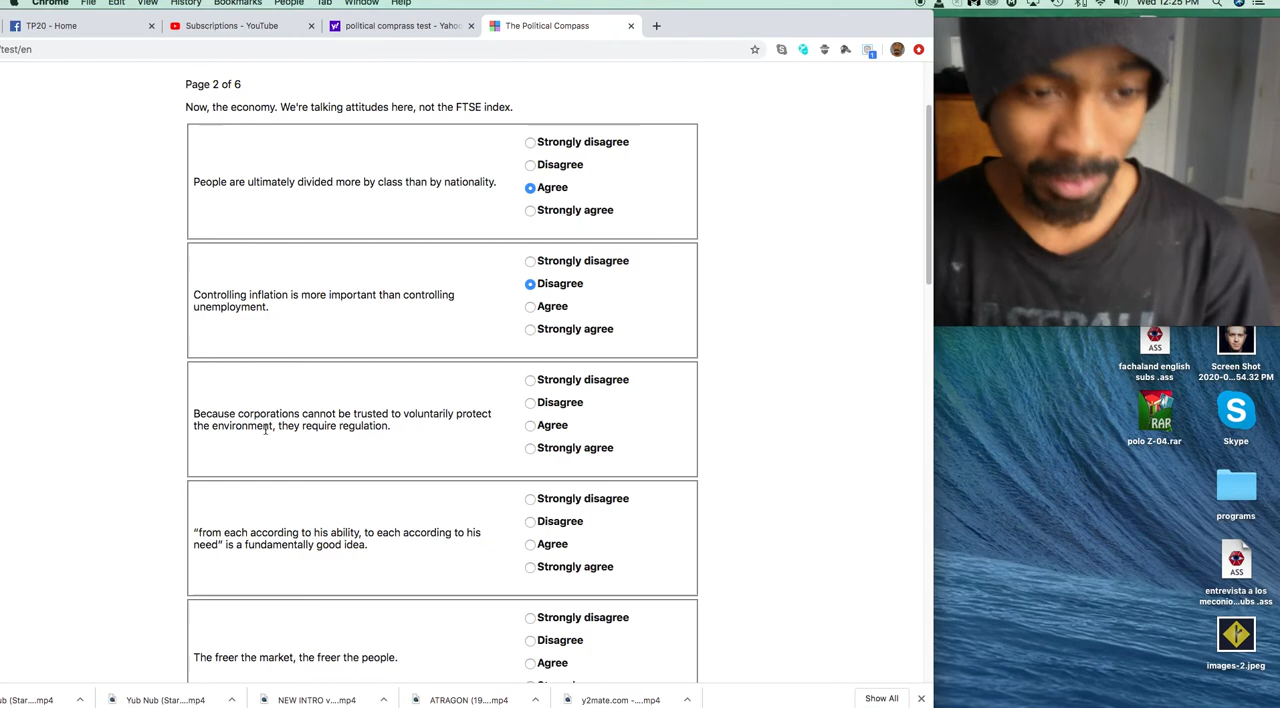 Chrome File Edit View History Bookmarks People Tab Window Help
Wed 12:25 PM
TP20 - Home
Subscriptions - YouTube
political compass test - Yahoo
The Political Compass
/test/en
1
Page 2 of 6
Now, the economy. We're talking attitudes here, not the FTSE index.
People are ultimately divided more by class than by nationality.
Strongly disagree
Disagree
Agree
Strongly agree
Controlling inflation is more important than controlling
unemployment.
Strongly disagree
Disagree
Agree
Strongly agree
Because corporations cannot be trusted to voluntarily protect
the environment, they require regulation.
Strongly disagree
Disagree
Agree
Strongly agree
“from each according to his ability, to each according to his
need” is a fundamentally good idea.
Strongly disagree
Disagree
Agree
Strongly agree
The freer the market, the freer the people.
Strongly disagree
Disagree
Agree
ASS
fachaland english
subs .ass
Screen Shot
2020-0...54.32 PM
RAR
polo Z-04.rar
S
Skype
programs
ASS
entrevista a los
meconio...ubs .ass
images-2.jpeg
ub (Star....mp4
Yub Nub (Star....mp4
NEW INTRO v....mp4
ATRAGON (19....mp4
y2mate.com -....mp4
Show All